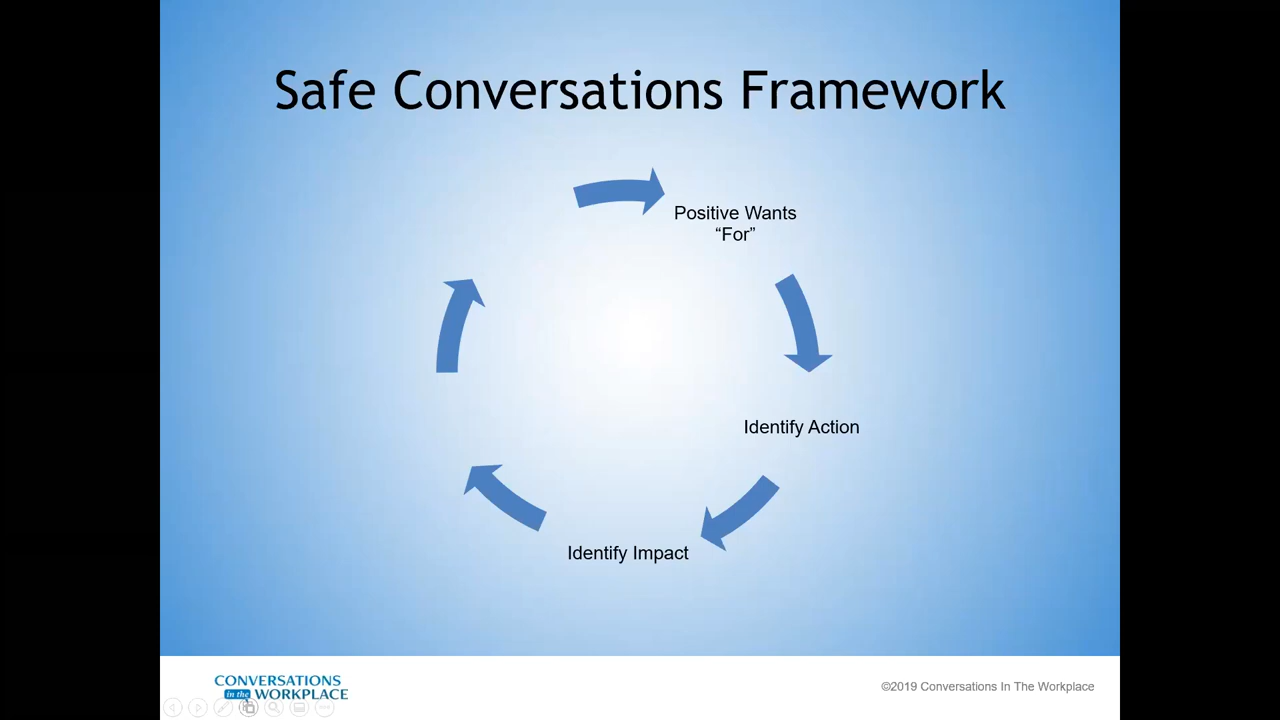 Safe Conversations Framework
Positive Wants
“For”
Identify Action
Identify Impact
CONVERSATIONS
in the WORKPLACE
©2019 Conversations In The Workplace